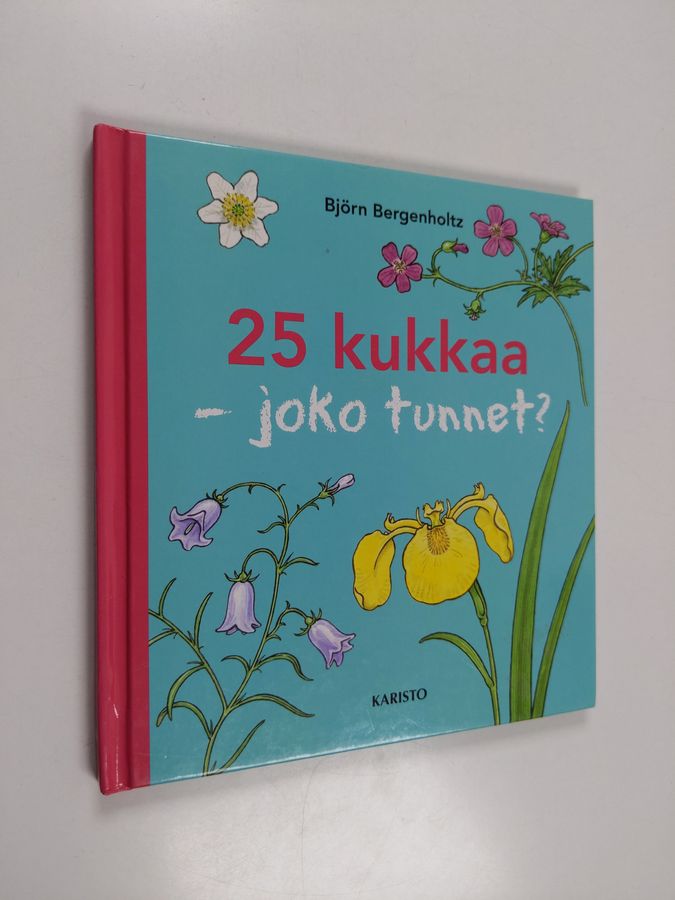 Björn Bergenholtz
25 kukkaa
– joko tunnet?
KARISTO